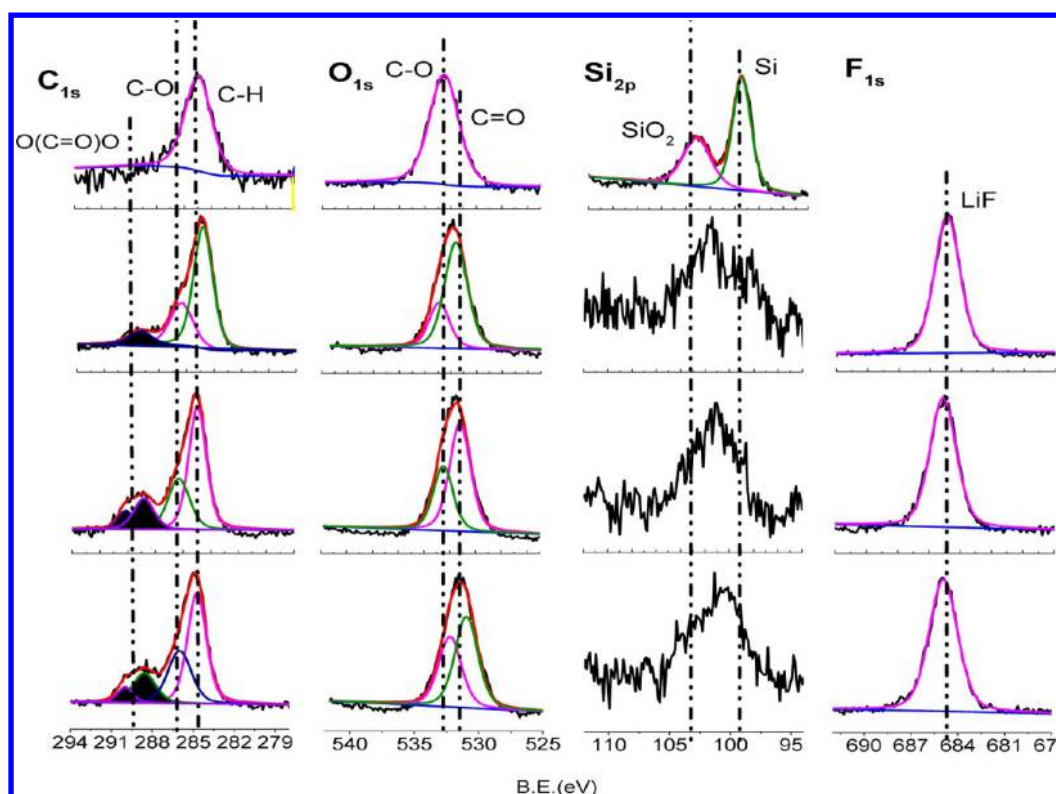 C1s
C-O
C-H
O(C=O)O
O1s
C-O
C=O
Si2p
SiO2
Si
F1s
LiF
294 291 288 285 282 279
540 535 530 525
110 105 100 95
690 687 684 681 67
B.E.(eV)